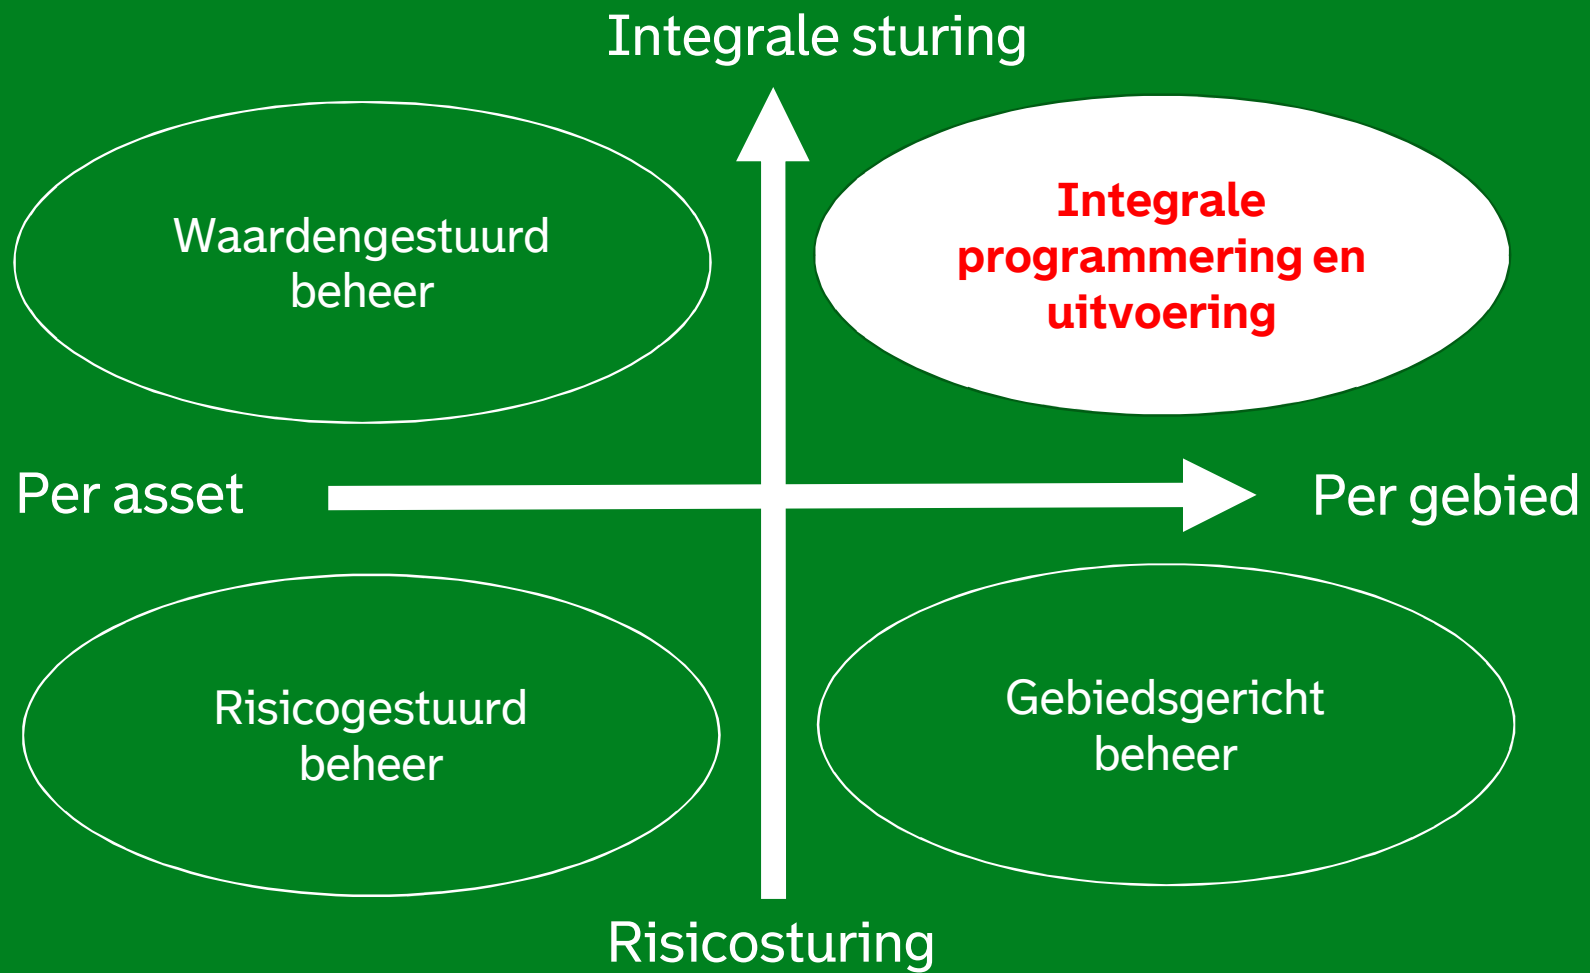 Integrale sturing
Waardengestuurd
beheer
Integrale
programmering en
uitvoering
Per asset
Per gebied
Risicogestuurd
beheer
Gebiedsgericht
beheer
Risicosturing